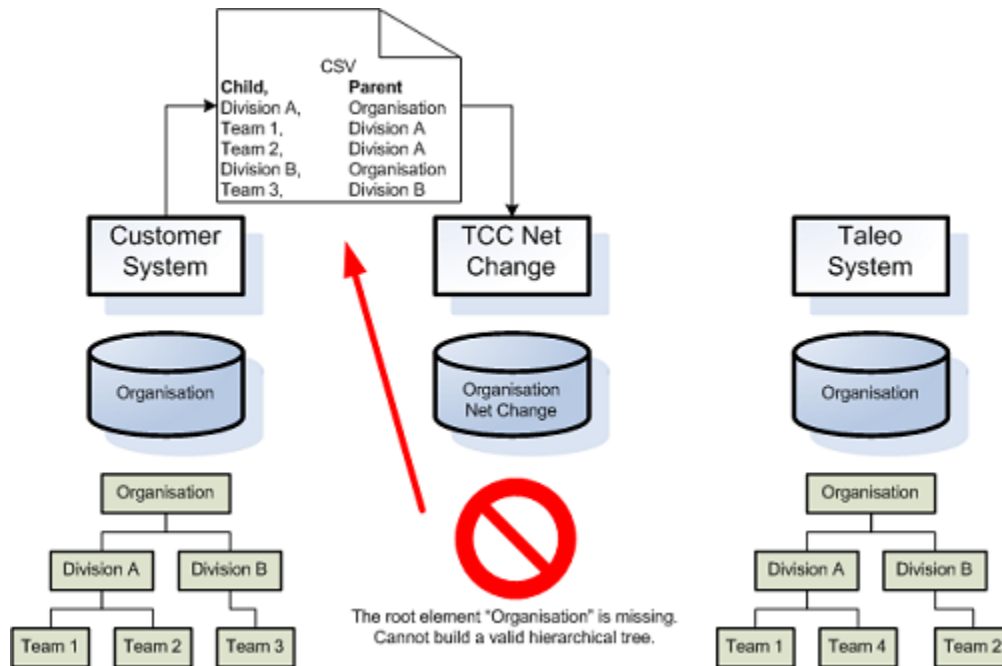 CSV
Child, Parent
Division A, Organisation
Team 1, Division A
Team 2, Division A
Division B, Organisation
Team 3, Division B
Customer
System
TCC Net
Change
Taleo
System
Organisation
Organisation
Net Change
Organisation
Organisation
Division A
Division B
Team 1
Team 2
Team 3
The root element "Organisation" is missing.
Cannot build a valid hierarchical tree.
Organisation
Division A
Division B
Team 1
Team 4
Team 2